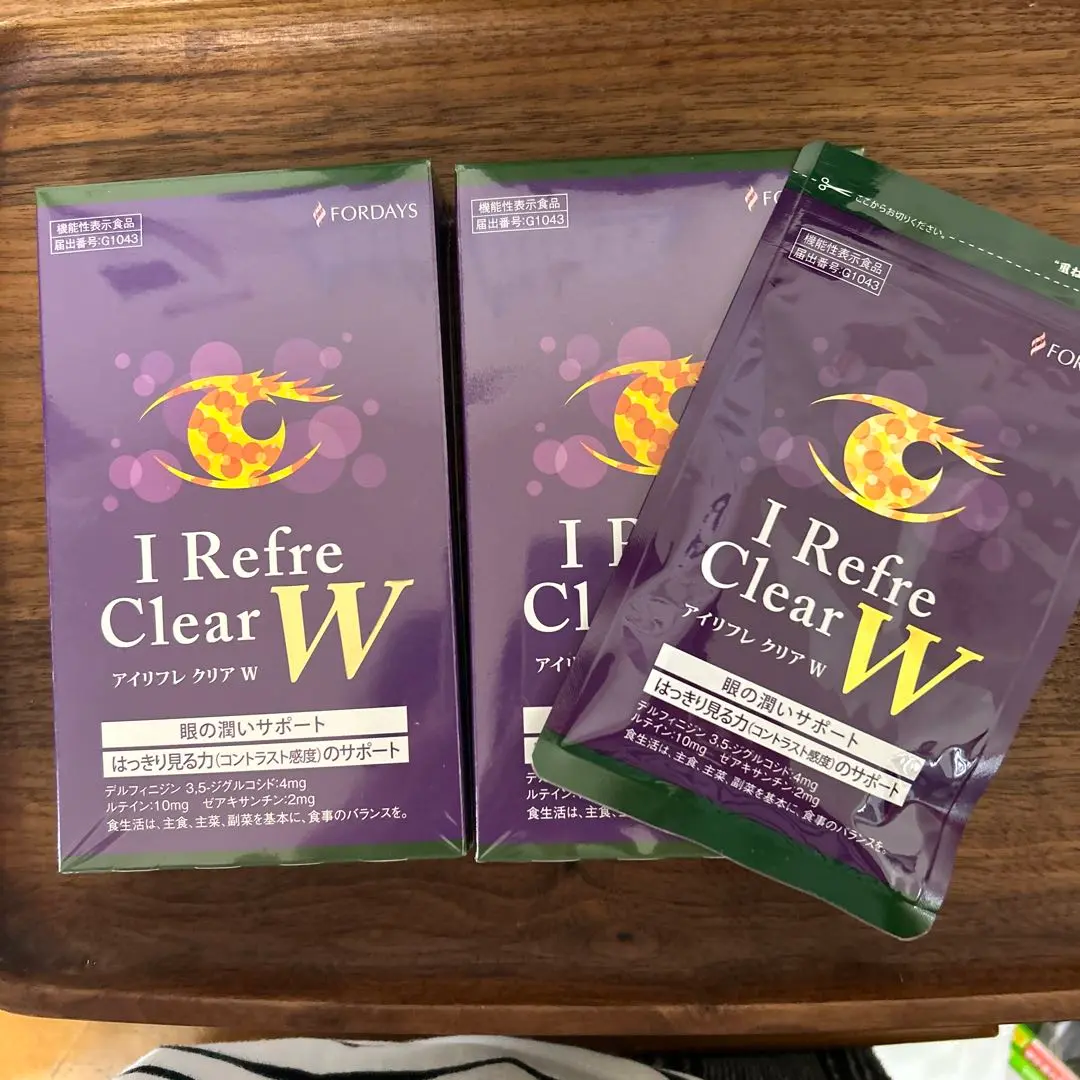 機能性表示食品
届出番号:G1043
FORDAYS
I Refre
Clear W
アイリフレ クリア W
眼の潤いサポート
はっきり見る力(コントラスト感度)のサポート
デルフィニジン 3,5-ジグルコシド:4mg
ルテイン:10mg ゼアキサンチン:2mg
食生活は、主食、主菜、副菜を基本に、食事のバランスを。
機能性表示食品
届出番号:G1043
FO
I R
Cl
アイリ
デ
ルテイン:
食生活は、主食、主
ここからお切りください。
"重ね
機能性表示食品
届出番号:G1043
FOR
I Refre
Clear W
アイリフレ クリア W
眼の潤いサポート
はっきり見る力(コントラスト感度)のサポート
デルフィニジン 3,5-ジグルコシド:4mg
ルテイン:10mg ゼアキサンチン:2mg
食生活は、主食、主菜、副菜を基本に、食事のバランスを。